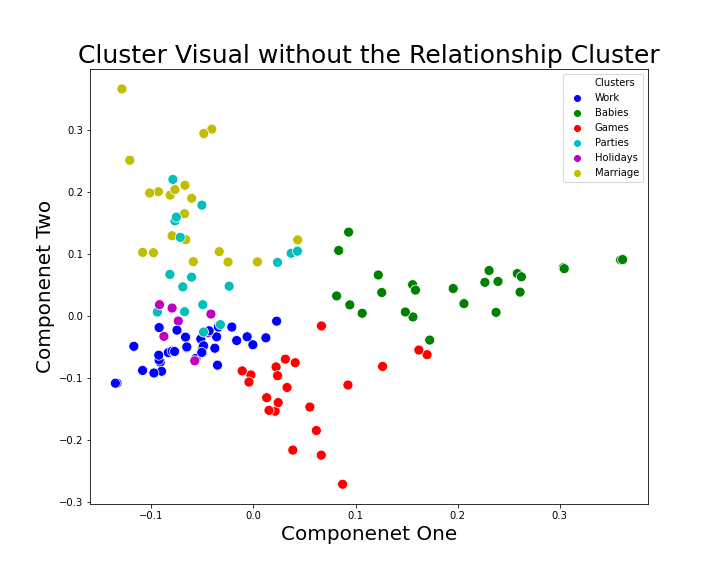 Cluster Visual without the Relationship Cluster
Clusters
Work
Babies
Games
Parties
Holidays
Marriage
0.3
0.2
0.1
0.0
−0.1
−0.2
−0.3
Componenet Two
−0.1
0.0
0.1
0.2
0.3
Componenet One